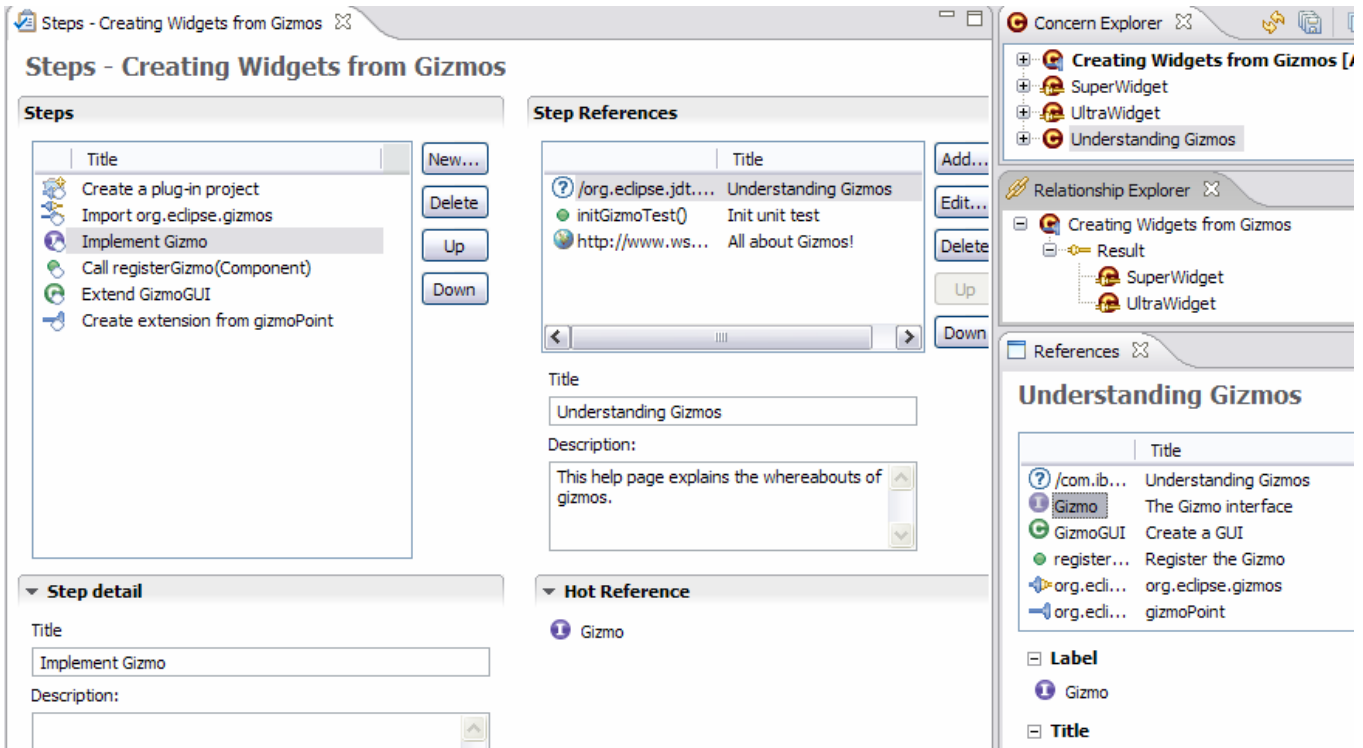 Steps - Creating Widgets from Gizmos
Steps - Creating Widgets from Gizmos
Steps
Title
Create a plug-in project
Import org.eclipse.gizmos
Implement Gizmo
Call registerGizmo(Component)
Extend GizmoGUI
Create extension from gizmoPoint
New...
Delete
Up
Down
Step References
Title
/org.eclipse.jdt.... Understanding Gizmos
initGizmoTest() Init unit test
http://www.ws... All about Gizmos!
Add...
Edit...
Delete
Up
Down
Title
Understanding Gizmos
Description:
This help page explains the whereabouts of
gizmos.
Step detail
Title
Implement Gizmo
Description:
Hot Reference
Gizmo
Concern Explorer
Creating Widgets from Gizmos [A
SuperWidget
UltraWidget
Understanding Gizmos
Relationship Explorer
Creating Widgets from Gizmos
Result
SuperWidget
UltraWidget
References
Understanding Gizmos
Title
/com.ib... Understanding Gizmos
Gizmo The Gizmo interface
GizmoGUI Create a GUI
register... Register the Gizmo
org.ecli... org.eclipse.gizmos
org.ecli... gizmoPoint
Label
Gizmo
Title